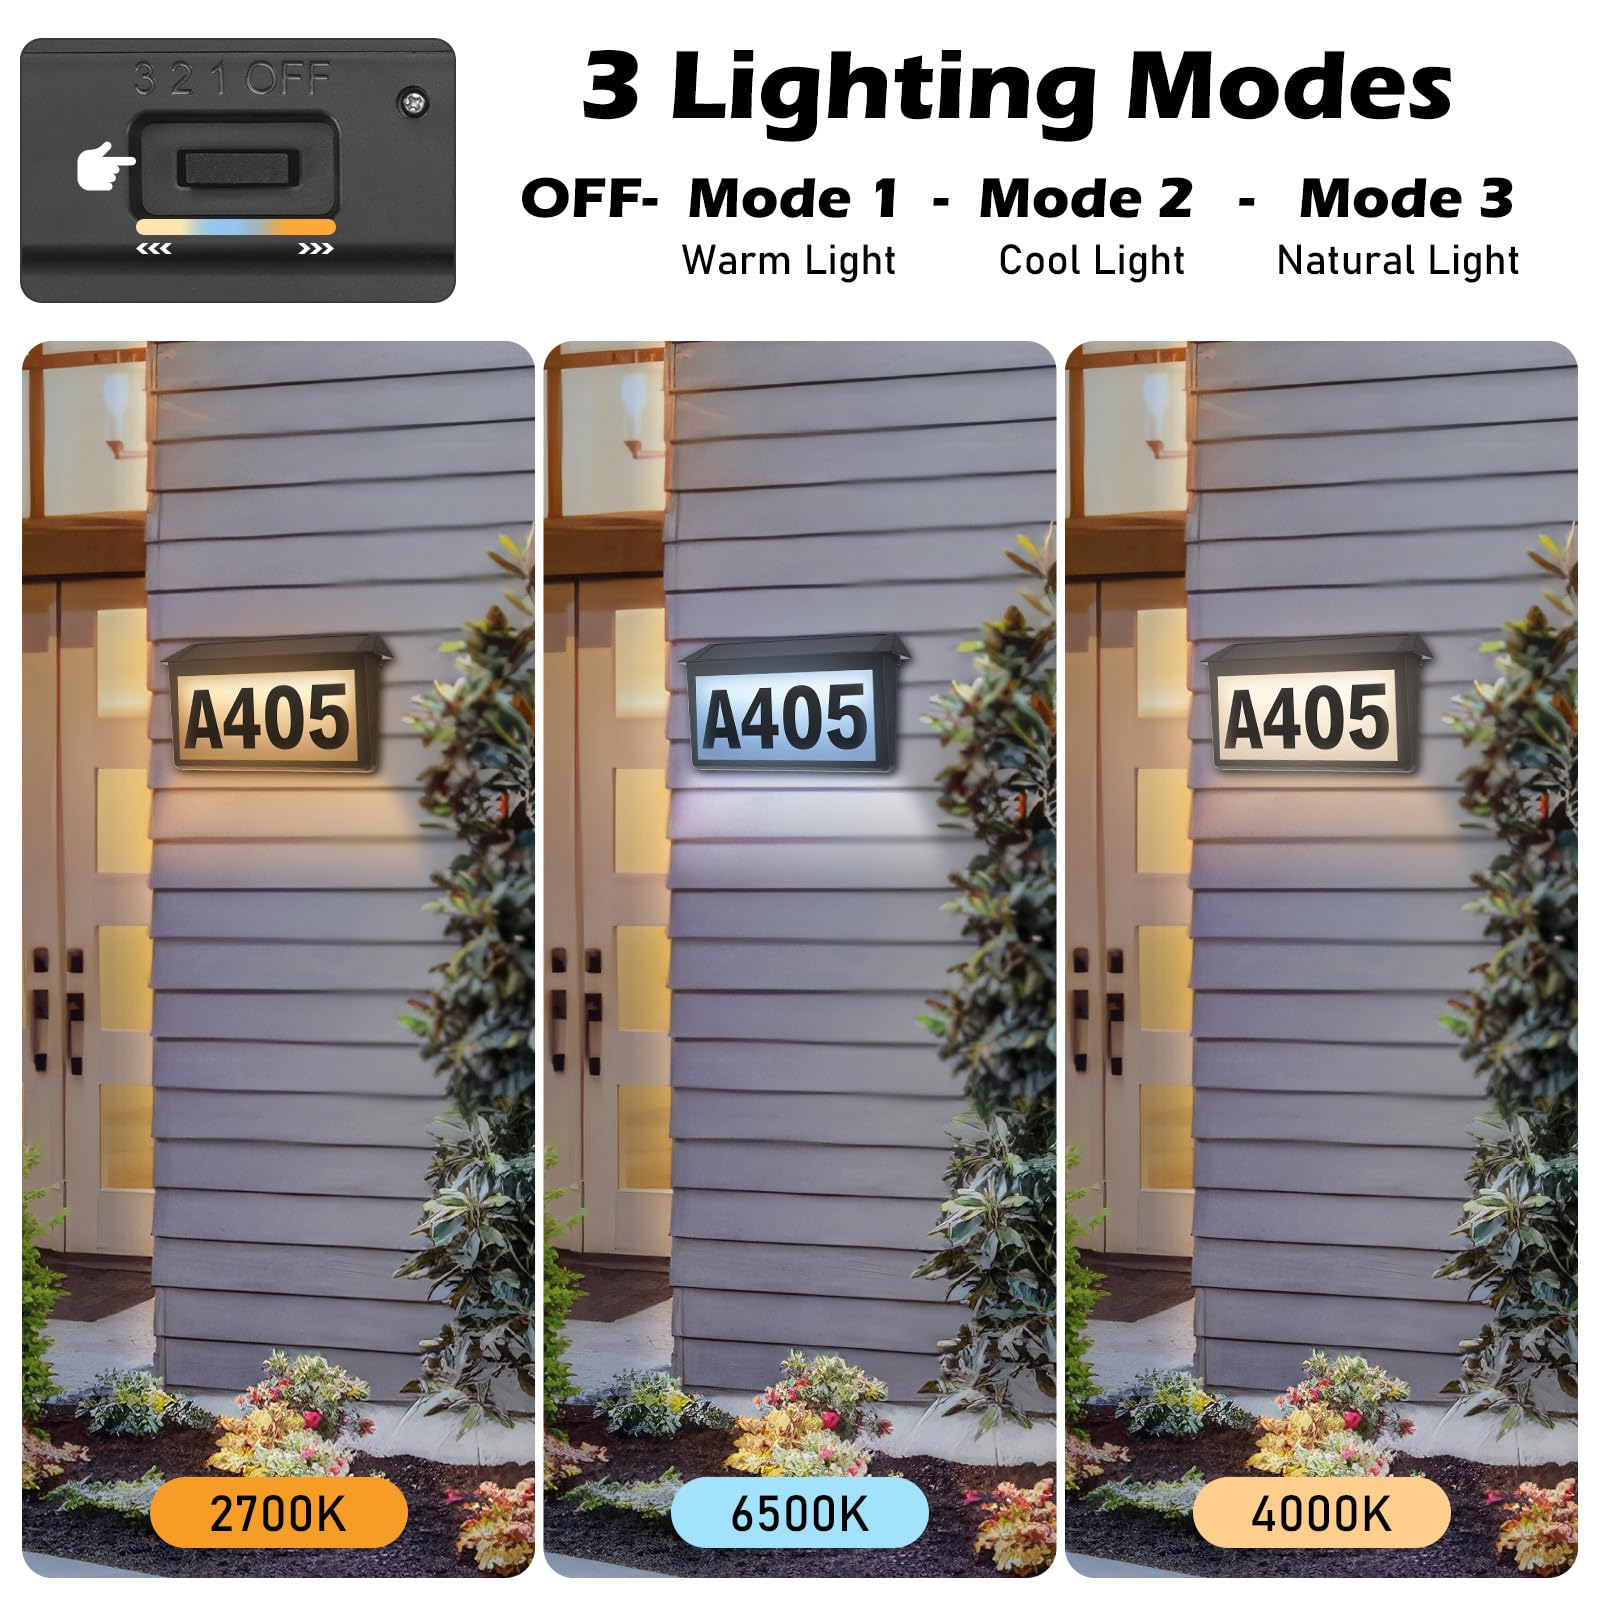 3 2 1 OFF
3 Lighting Modes
OFF- Mode 1 - Mode 2 - Mode 3
Warm Light Cool Light Natural Light
A405 A405 A405
2700K 6500K 4000K